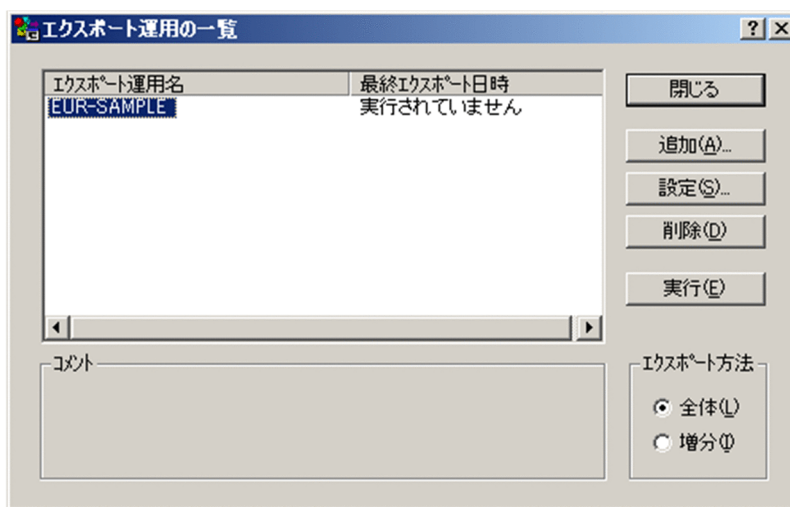 エクスポート運用の一覧
エクスポート運用名 最終エクスポート日時
EUR-SAMPLE 実行されていません
閉じる
追加(A)...
設定(S)...
削除(D)
実行(E)
コメント
エクスポート方法
全体(L)
増分(I)